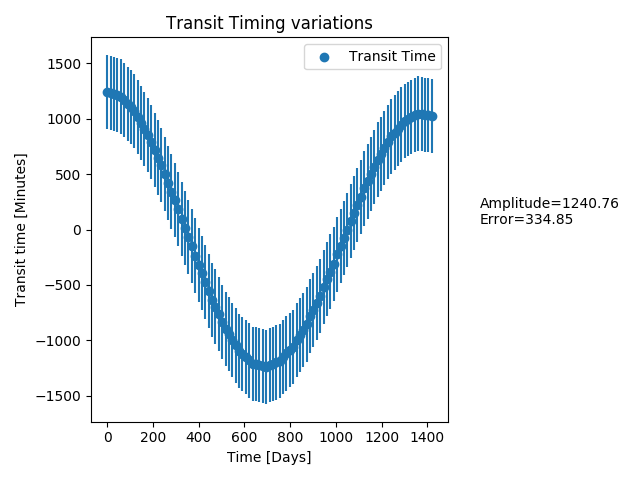 Transit Timing variations
Transit Time
Transit time [Minutes]
1500
1000
500
0
−500
−1000
−1500
0 200 400 600 800 1000 1200 1400
Time [Days]
Amplitude=1240.76
Error=334.85